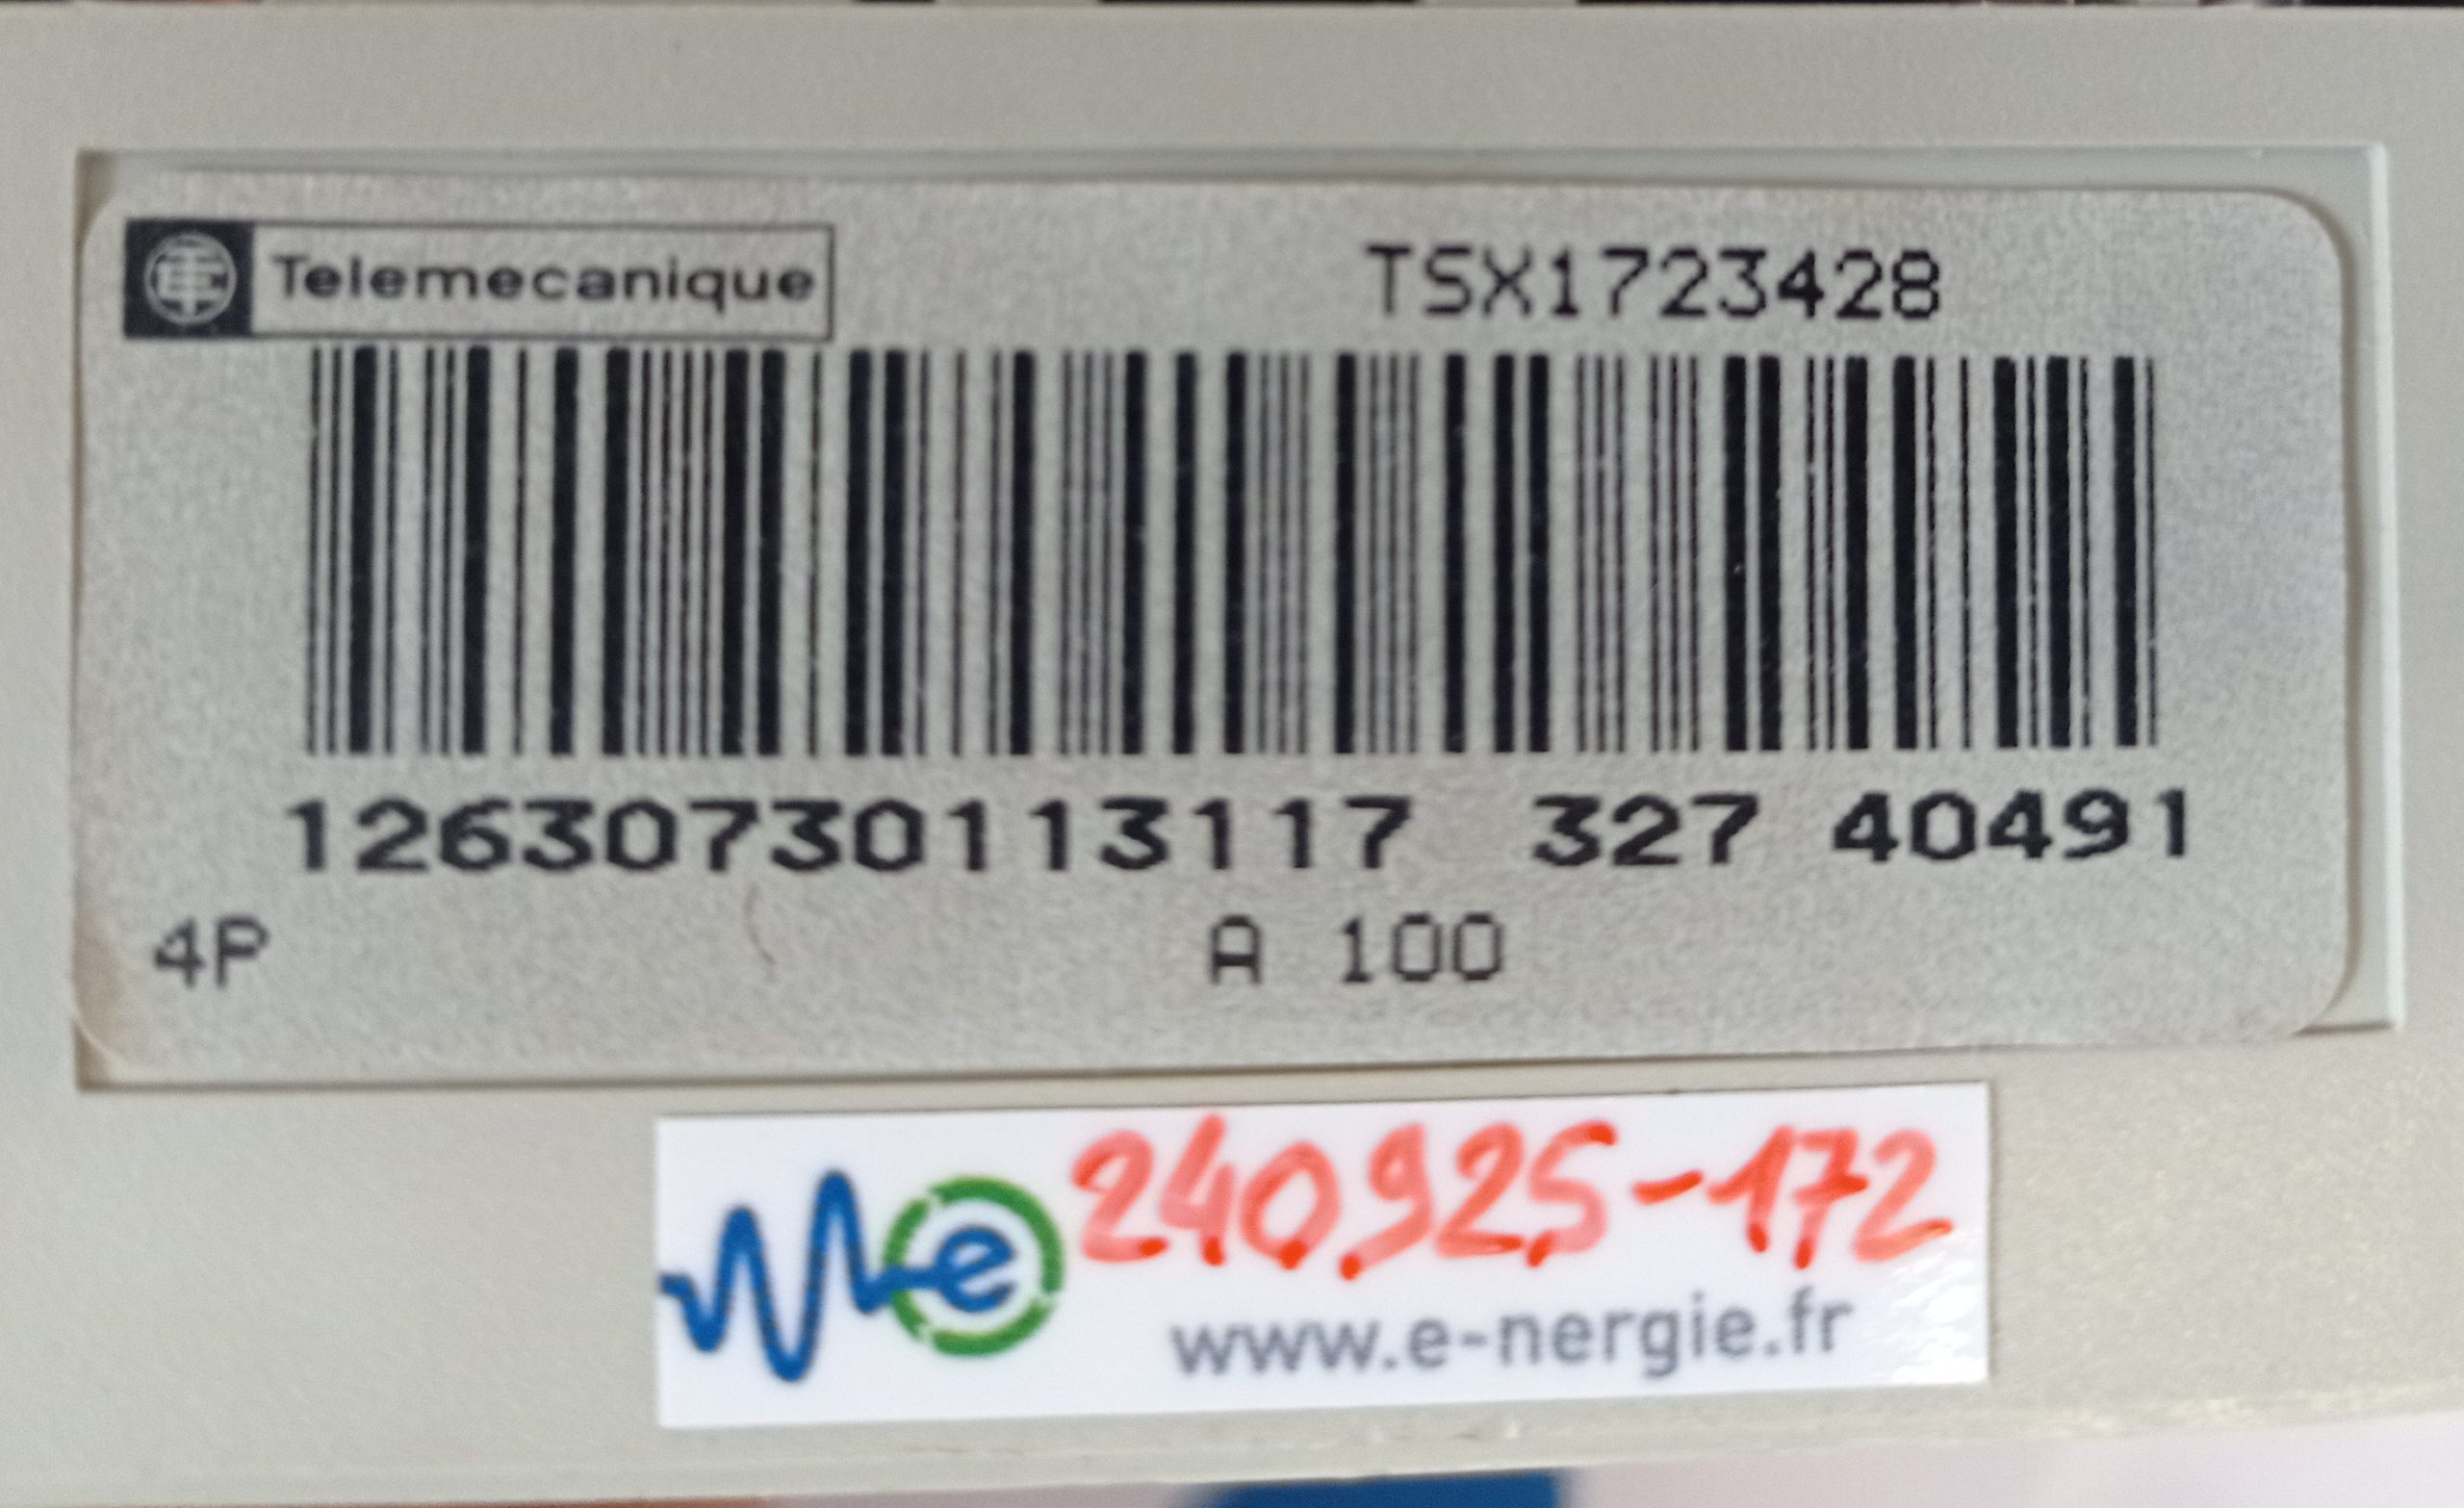 Telemecanique
TSX1723428
12630730113117 327 40491
4P A 100
240925-172
e
www.e-nergie.fr